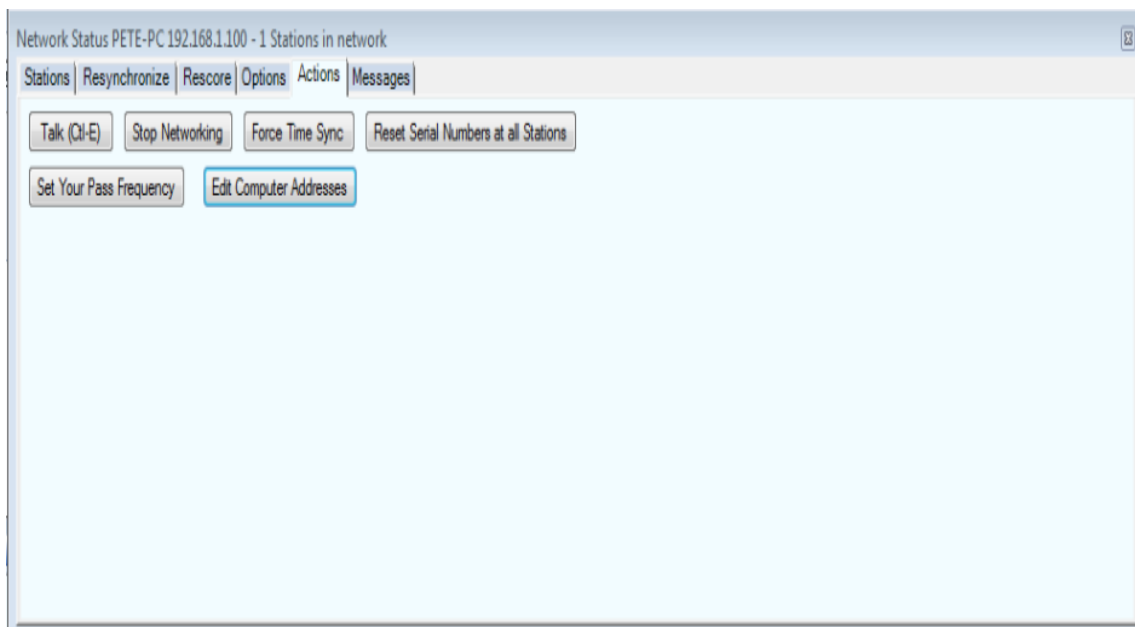 Network Status PETE-PC 192.168.1.100 - 1 Stations in network
Stations Resynchronize Rescore Options Actions Messages
Talk (Ctl-E) Stop Networking Force Time Sync Reset Serial Numbers at all Stations
Set Your Pass Frequency Edit Computer Addresses